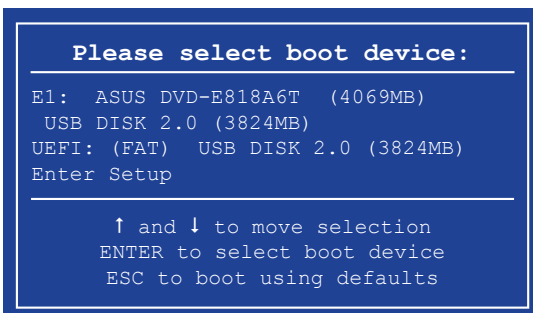 Please select boot device:
E1: ASUS DVD-E818A6T (4069MB)
USB DISK 2.0 (3824MB)
UEFI: (FAT) USB DISK 2.0 (3824MB)
Enter Setup
↑ and ↓ to move selection
ENTER to select boot device
ESC to boot using defaults